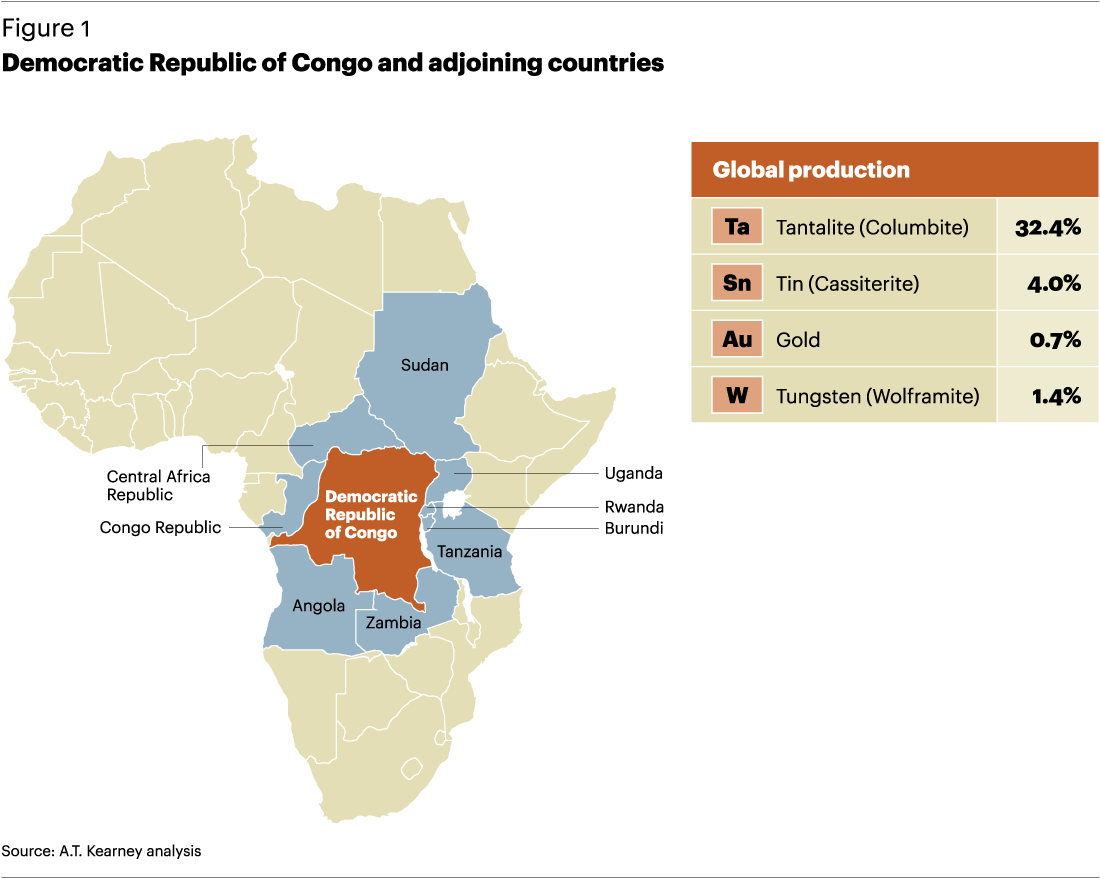 Figure 1
Democratic Republic of Congo and adjoining countries
Global production
Ta Tantalite (Columbite) 32.4%
Sn Tin (Cassiterite) 4.0%
Au Gold 0.7%
W Tungsten (Wolframite) 1.4%
Sudan
Central Africa
Republic
Congo Republic
Democratic
Republic
of Congo
Uganda
Rwanda
Burundi
Tanzania
Angola
Zambia
Source: A.T. Kearney analysis